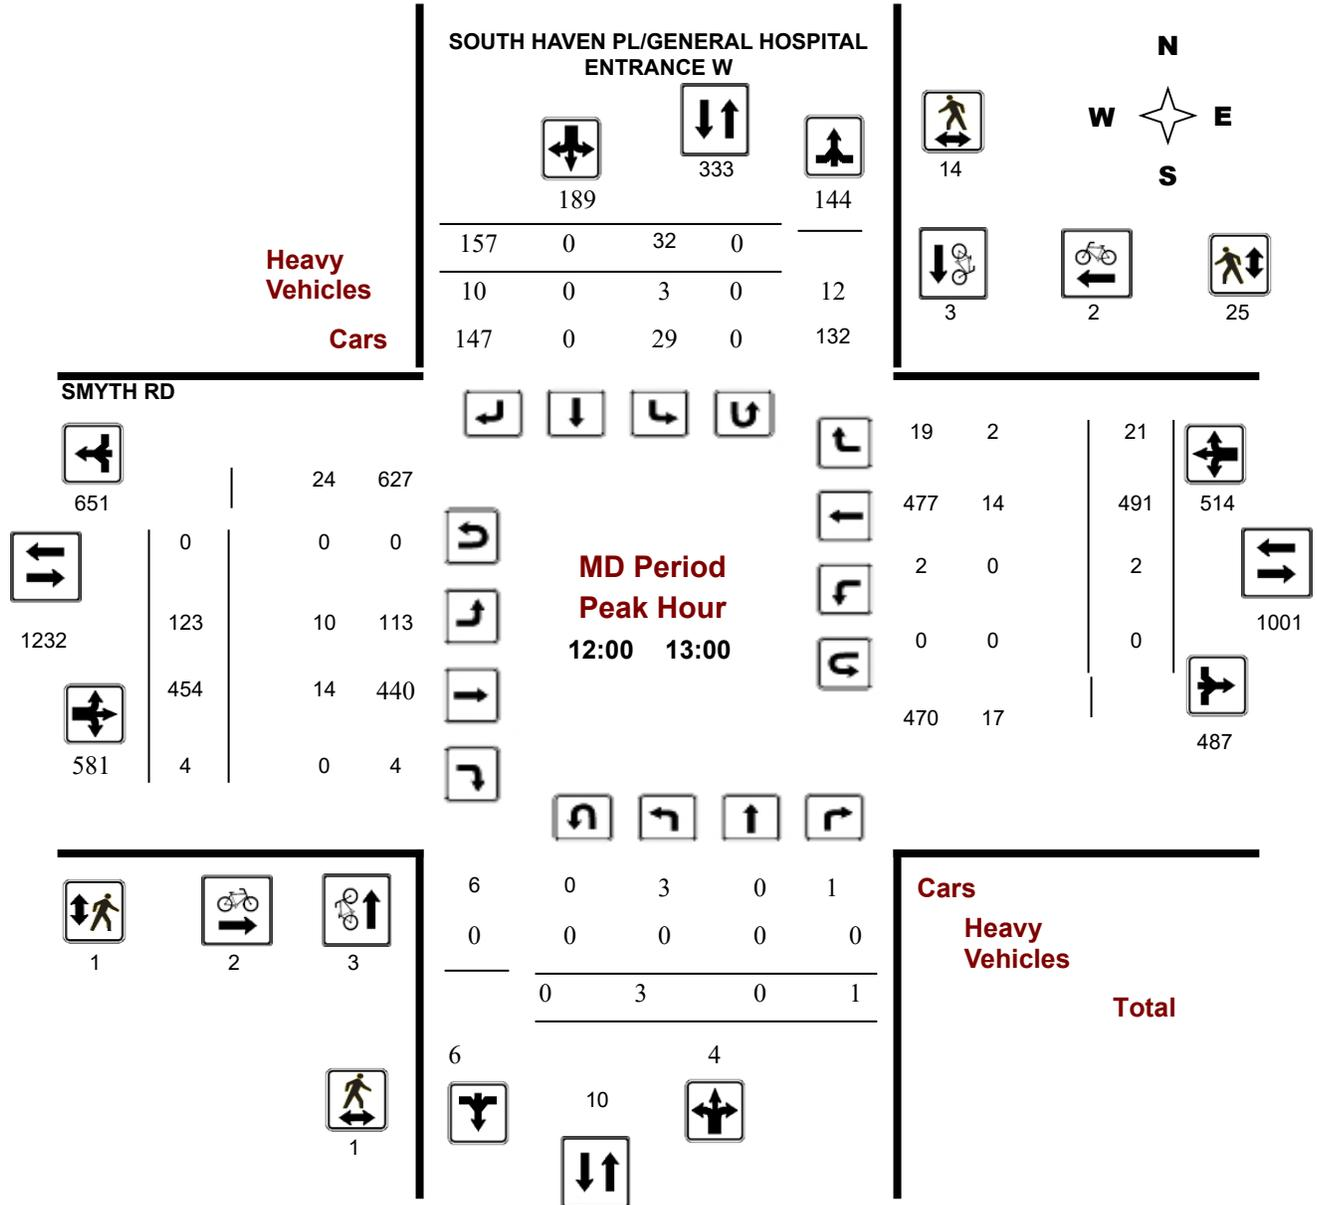 SOUTH HAVEN PL/GENERAL HOSPITAL
ENTRANCE W
N
W E
S
333
14
189 144
157 0 32 0
Heavy
Vehicles
10 0 3 0 12
3 2 25
Cars
147 0 29 0 132
SMYTH RD
19 2 21
24 627
651
477 14 491 514
0 0 0
MD Period
Peak Hour
12:00 13:00
2 0 2
123 10 113
1232
0 0 0
1001
454 14 440
470 17
487
581 4 0 4
6 0 3 0 1
Cars
0 0 0 0 0
Heavy
Vehicles
1 2 3
0 3 0 1
Total
6 4
10
1